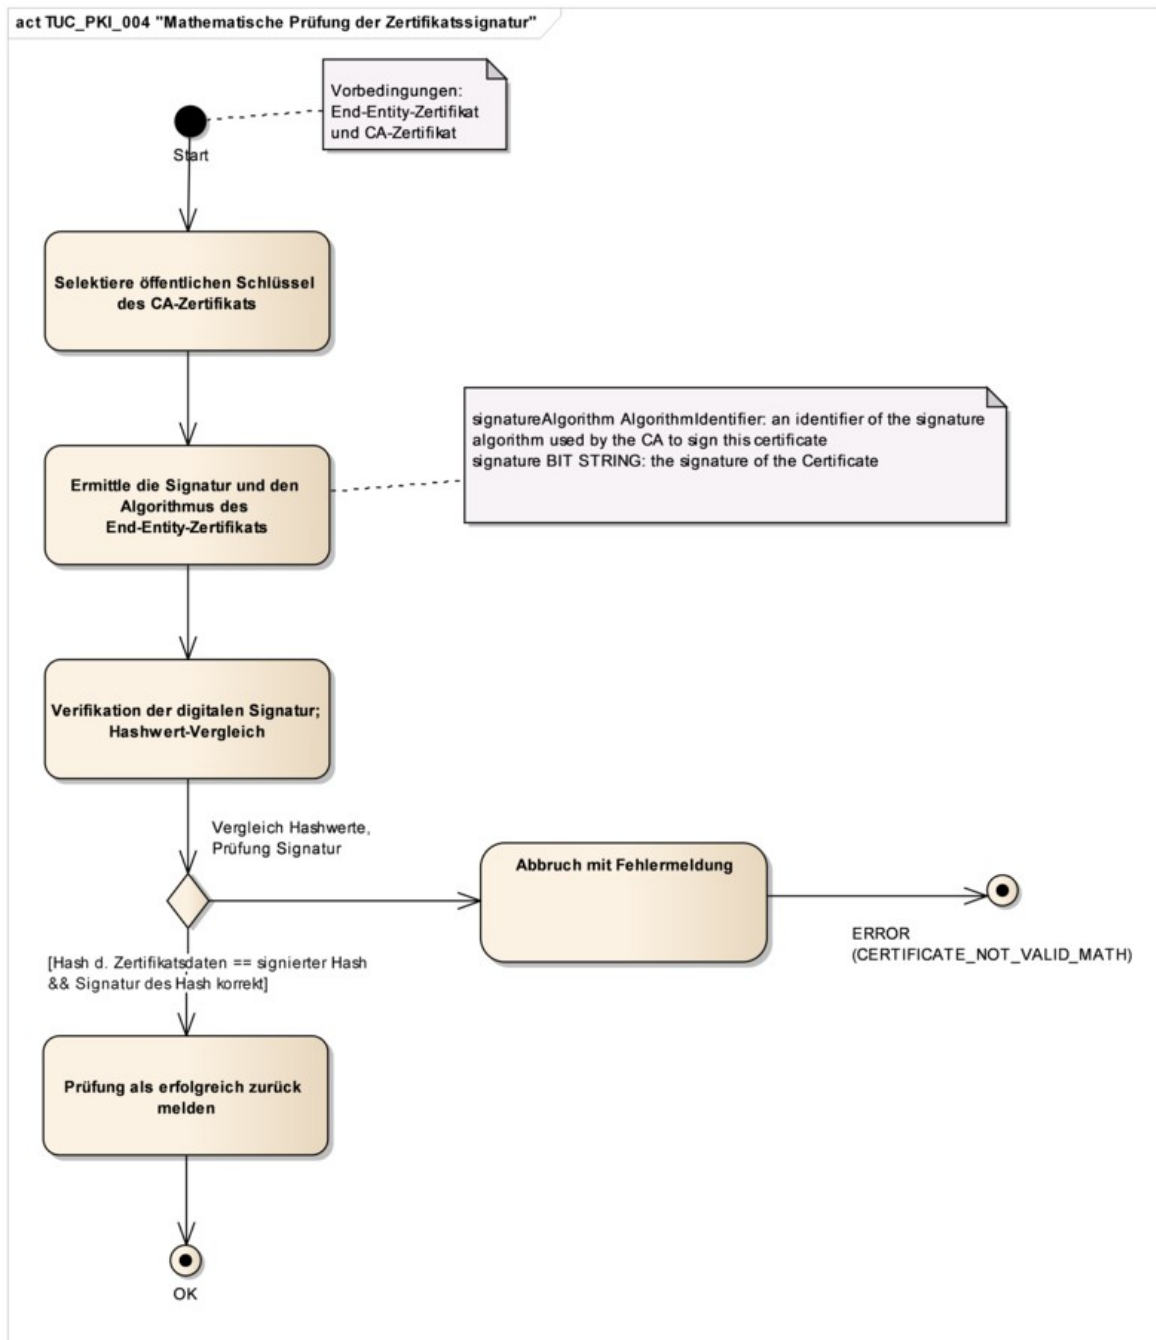 act TUC_PKI_004 "Mathematische Prüfung der Zertifikatssignatur"
Vorbedingungen:
End-Entity-Zertifikat
und CA-Zertifikat
Start
Selektiere öffentlichen Schlüssel
des CA-Zertifikats
signatureAlgorithm AlgorithmIdentifier: an identifier of the signature
algorithm used by the CA to sign this certificate
signature BIT STRING: the signature of the Certificate
Ermittle die Signatur und den
Algorithmus des
End-Entity-Zertifikats
Verifikation der digitalen Signatur;
Hashwert-Vergleich
Vergleich Hashwerte,
Prüfung Signatur
Abbruch mit Fehlermeldung
ERROR
(CERTIFICATE_NOT_VALID_MATH)
[Hash d. Zertifikatsdaten == signierter Hash
&& Signatur des Hash korrekt]
Prüfung als erfolgreich zurück
melden
OK